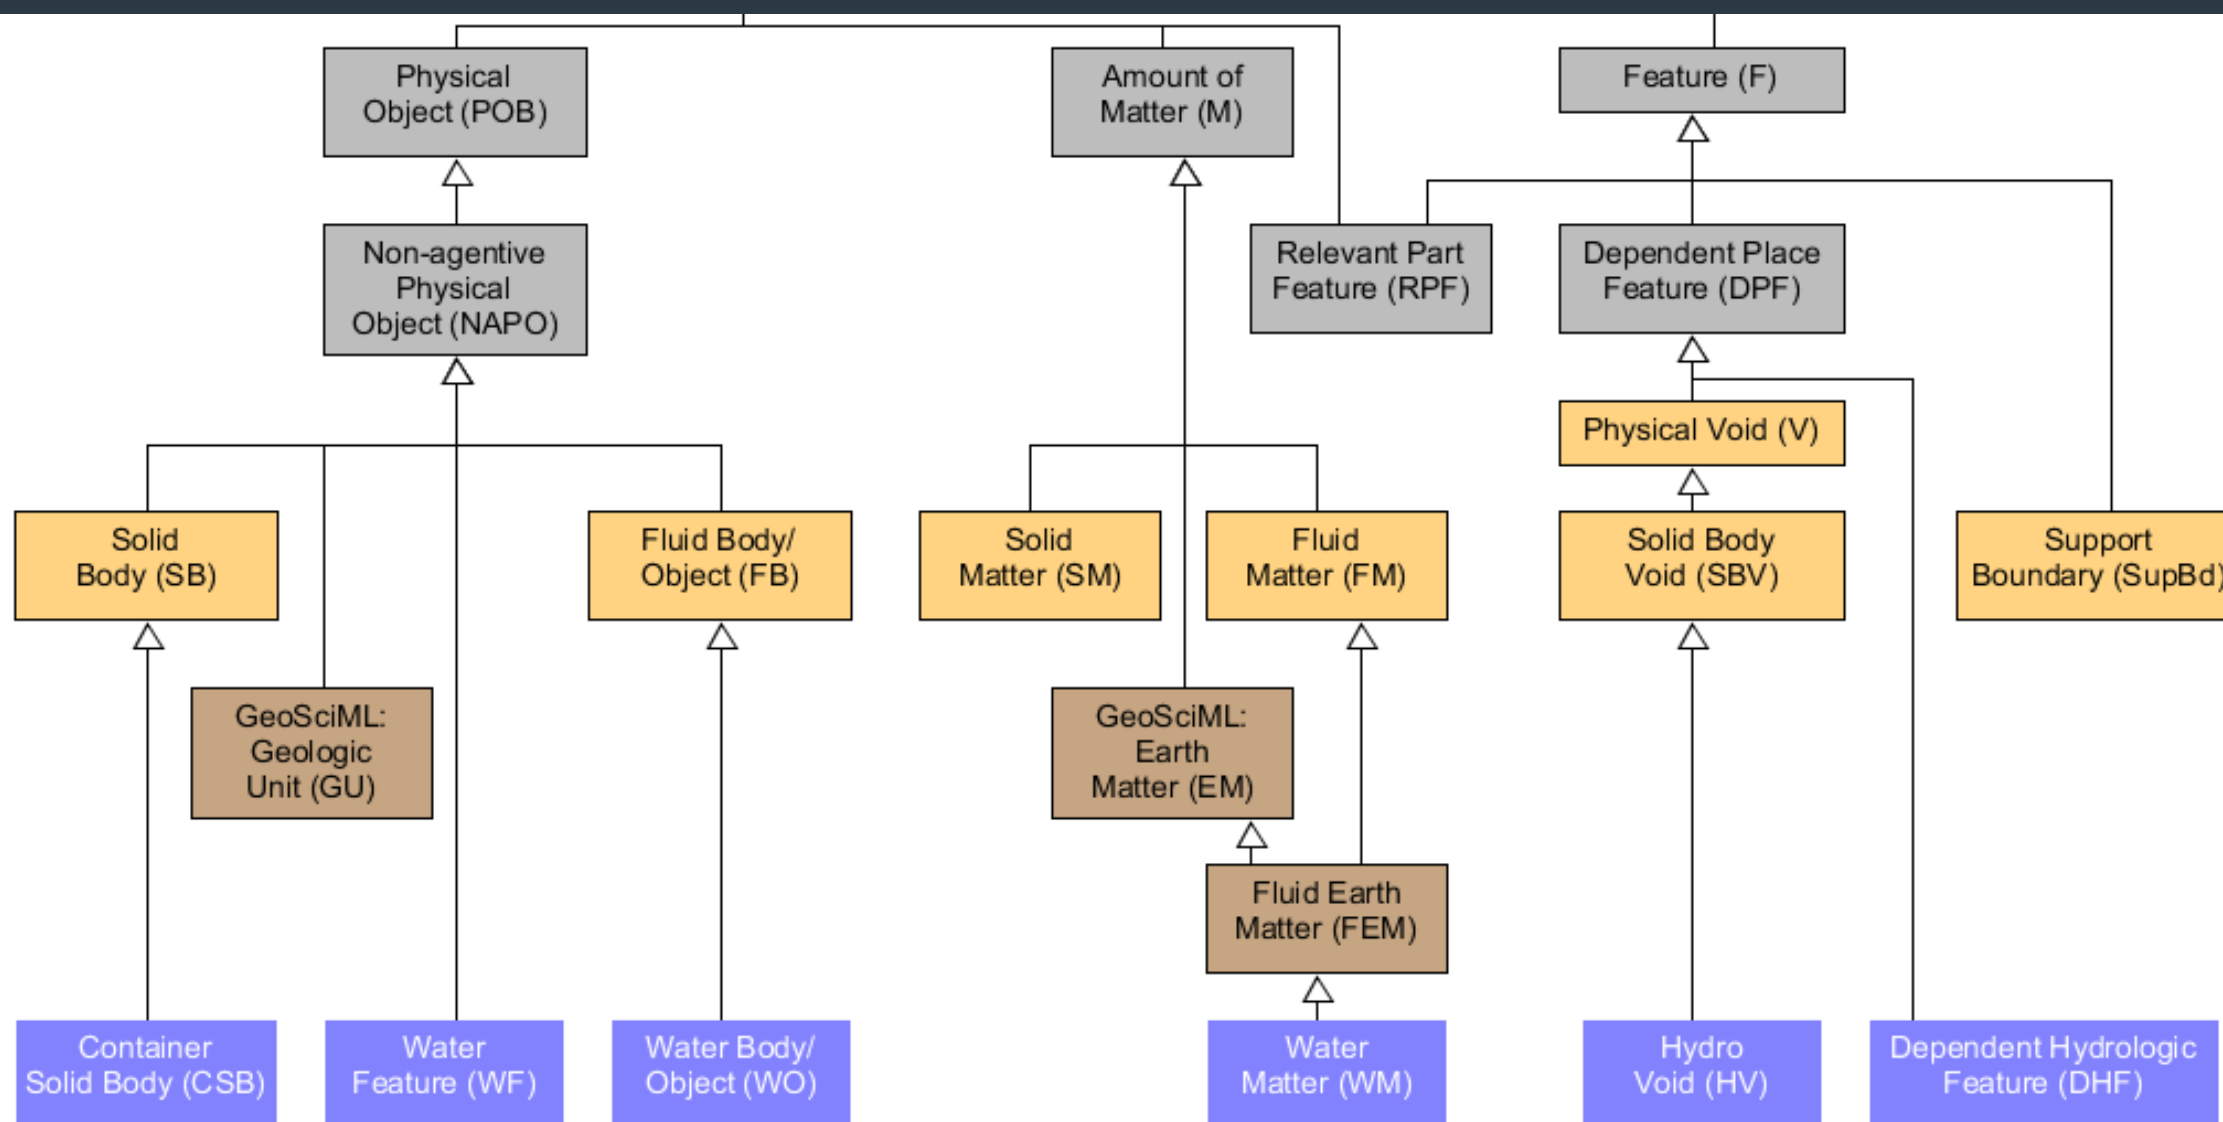 Physical
Object (POB)
Amount of
Matter (M)
Feature (F)
Non-agentive
Physical
Object (NAPO)
Relevant Part
Feature (RPF)
Dependent Place
Feature (DPF)
Physical Void (V)
Solid
Body (SB)
Fluid Body/
Object (FB)
Solid
Matter (SM)
Fluid
Matter (FM)
Solid Body
Void (SBV)
Support
Boundary (SupBd)
GeoSciML:
Geologic
Unit (GU)
GeoSciML:
Earth
Matter (EM)
Fluid Earth
Matter (FEM)
Container
Solid Body (CSB)
Water
Feature (WF)
Water Body/
Object (WO)
Water
Matter (WM)
Hydro
Void (HV)
Dependent Hydrologic
Feature (DHF)